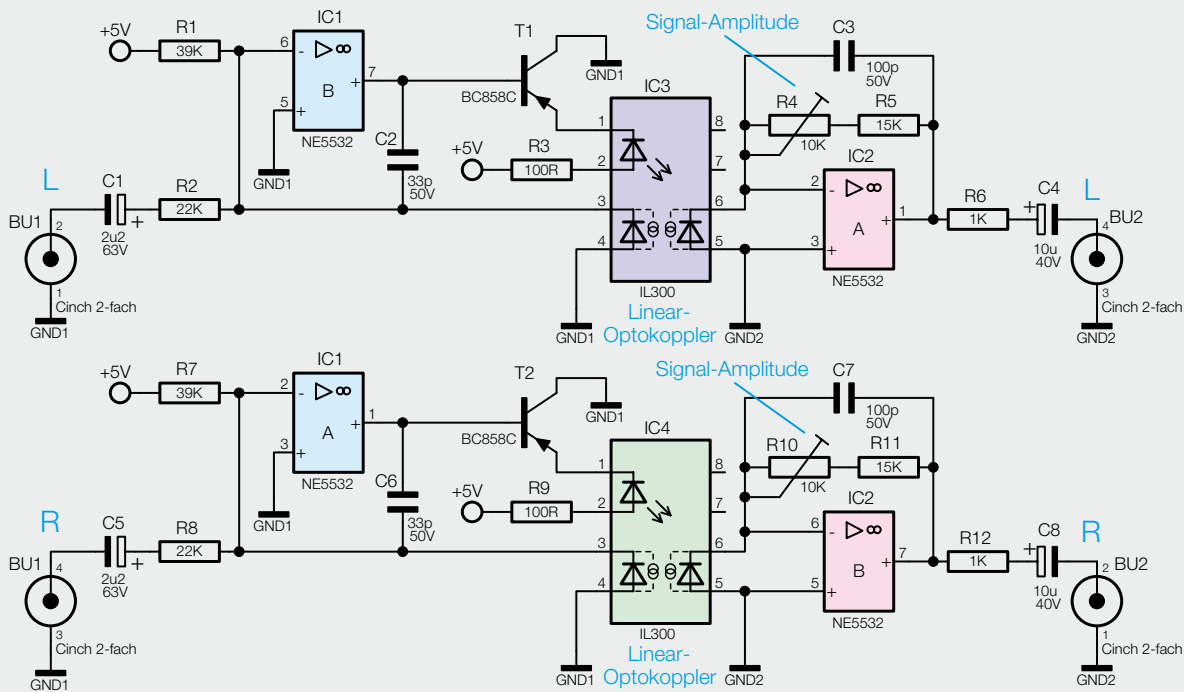 IC1
Signal-Amplitude
C3
+5V
R1
39K
6
-
▷∞
B
+
7
T1
100p
50V
5
+
NE5532
BC858C
GND1
IC3
R4
10K
R5
15K
C2
33p
50V
+5V
R3
100R
1
2
3
4
8
7
6
5
GND1
IC2
2
-
▷∞
A
+
1
3
+
NE5532
L
BU1
2
C1
2u2
63V
+
R2
22K
1
Cinch 2-fach
GND1
R6
1K
+
C4
10u
40V
L
4
BU2
3
Cinch 2-fach
GND2
IL300
GND1
Linear-
Optokoppler
GND2
IC1
Signal-Amplitude
C7
+5V
R7
39K
2
-
▷∞
A
+
1
T2
100p
50V
3
+
NE5532
BC858C
GND1
IC4
R10
10K
R11
15K
C6
33p
50V
+5V
R9
100R
1
2
3
4
8
7
6
5
GND1
IC2
6
-
▷∞
B
+
7
5
+
NE5532
R
BU1
4
C5
2u2
63V
+
R8
22K
3
Cinch 2-fach
GND1
R12
1K
+
C8
10u
40V
R
2
BU2
1
Cinch 2-fach
GND2
IL300
GND1
Linear-
Optokoppler
GND2